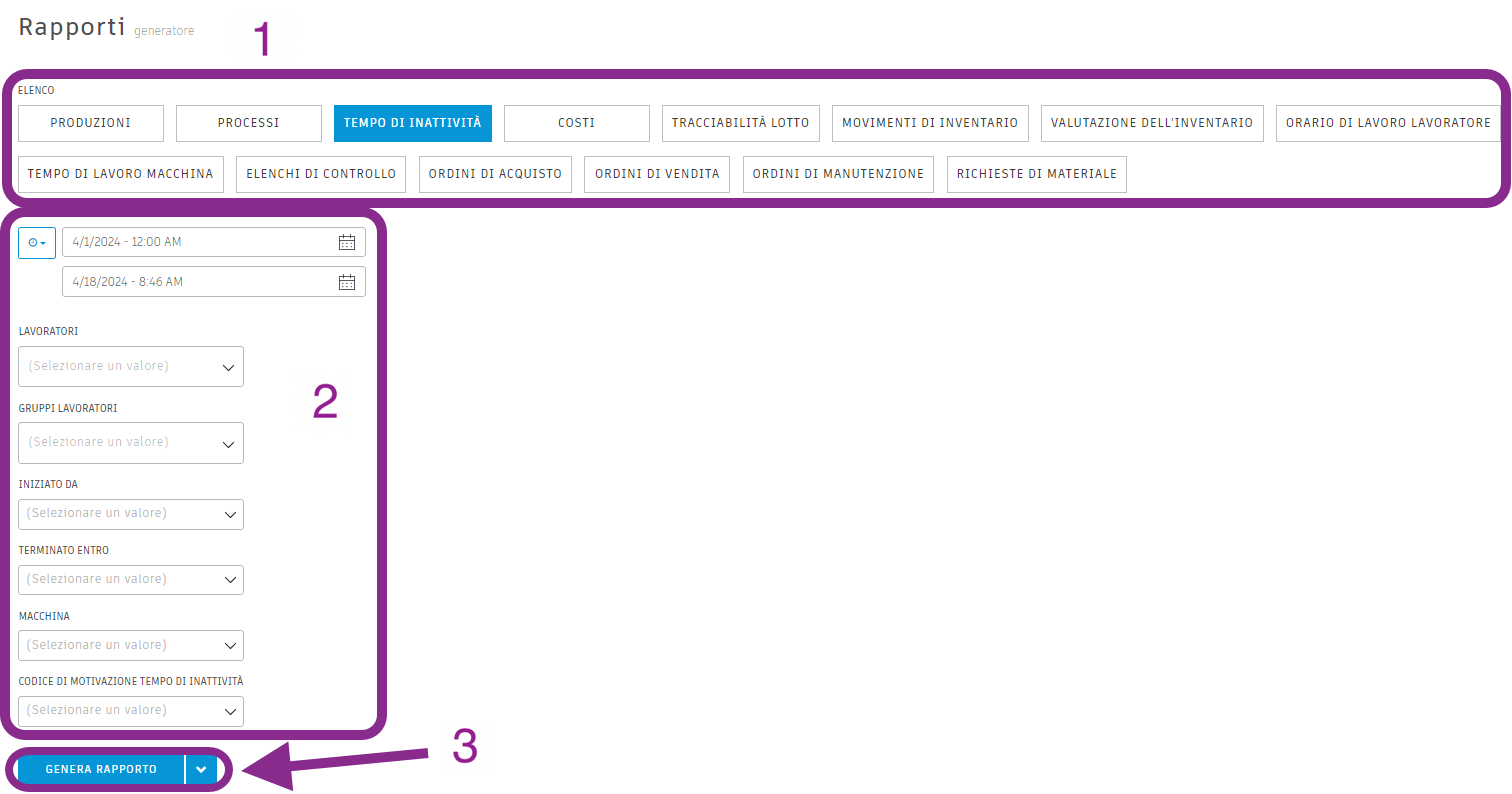 Rapporti generatore
1
ELENCO
PRODUZIONI PROCESSI TEMPO DI INATTIVITÀ COSTI TRACCIABILITÀ LOTTO MOVIMENTI DI INVENTARIO VALUTAZIONE DELL'INVENTARIO ORARIO DI LAVORO LAVORATORE
TEMPO DI LAVORO MACCHINA ELENCHI DI CONTROLLO ORDINI DI ACQUISTO ORDINI DI VENDITA ORDINI DI MANUTENZIONE RICHIESTE DI MATERIALE
4/1/2024 - 12:00 AM
4/18/2024 - 8:46 AM
LAVORATORI
(Selezionare un valore)
2
GRUPPI LAVORATORI
(Selezionare un valore)
INIZIATO DA
(Selezionare un valore)
TERMINATO ENTRO
(Selezionare un valore)
MACCHINA
(Selezionare un valore)
CODICE DI MOTIVAZIONE TEMPO DI INATTIVITÀ
(Selezionare un valore)
3
GENERA RAPPORTO